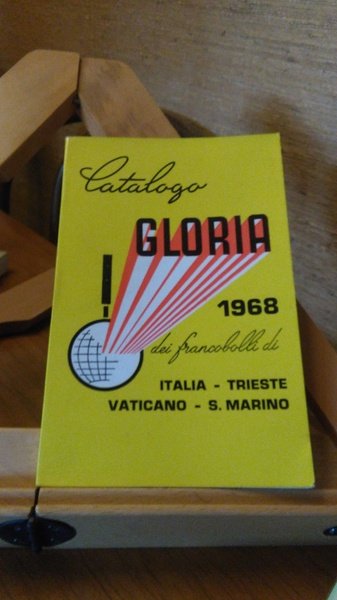 Catalogo
GLORIA
1968
dei francobolli di
ITALIA - TRIESTE
VATICANO - S. MARINO